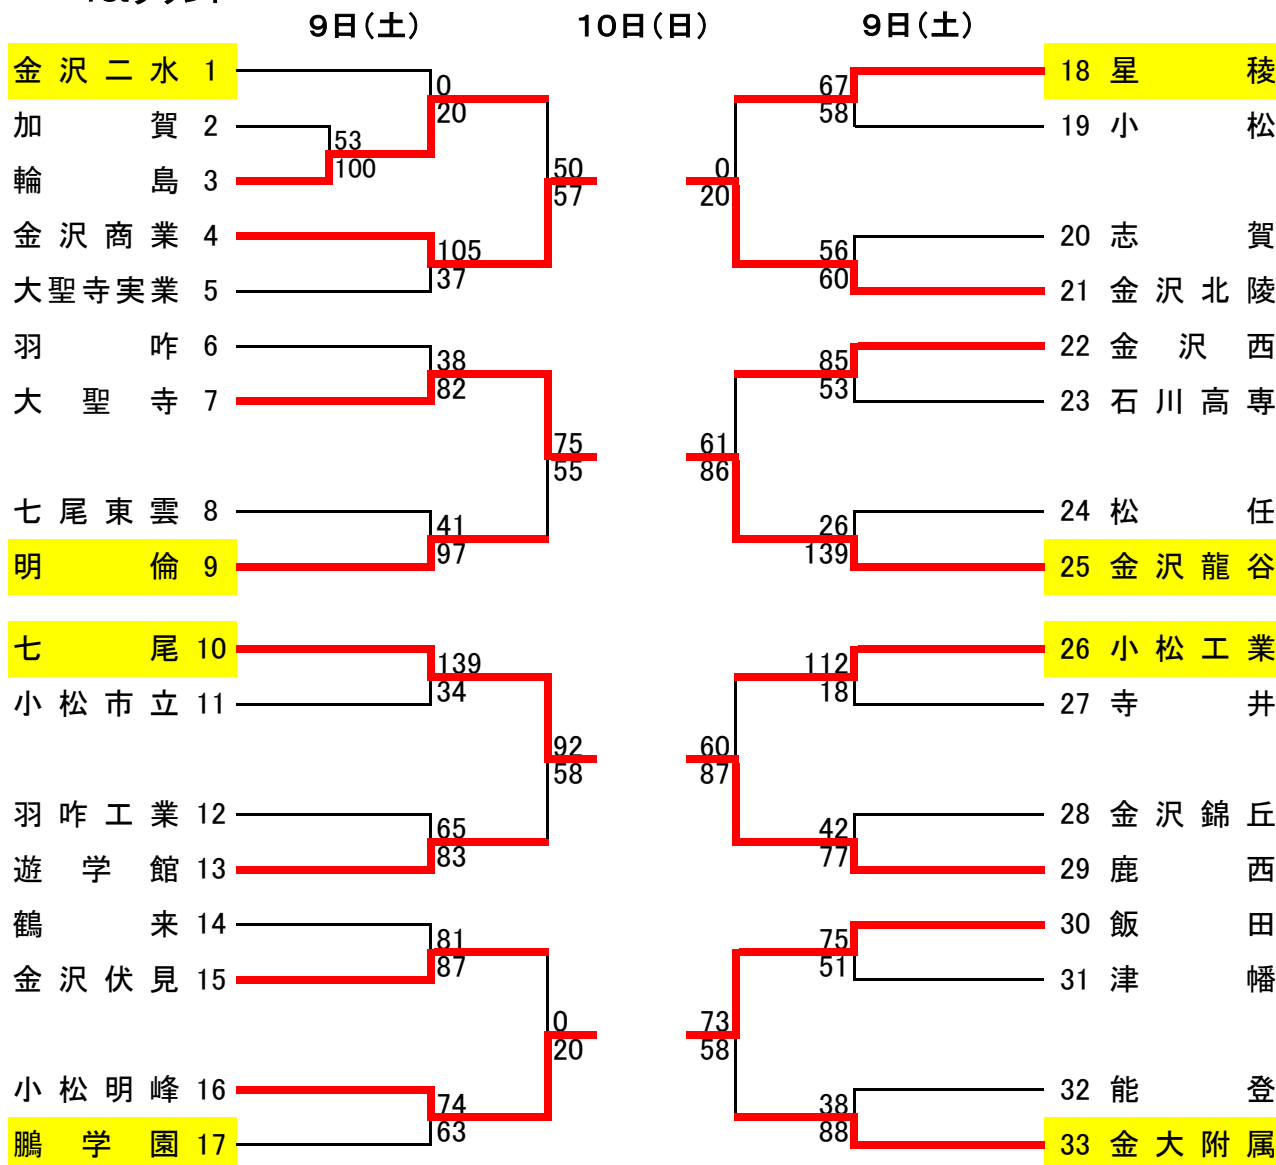 9日(土) 10日(日) 9日(土)
金沢二水 1
加賀 2
輪島 3
金沢商業 4
大聖寺実業 5
羽咋 6
大聖寺 7
七尾東雲 8
明倫 9
七尾 10
小松市立 11
羽咋工業 12
遊学館 13
鶴来 14
金沢伏見 15
小松明峰 16
鵬学園 17
53
100
0
20
105
37
38
82
41
97
139
34
65
83
81
87
74
63
50
57
75
55
92
58
0
20
0
20
61
86
60
87
73
58
67
58
56
60
85
53
26
139
112
18
42
77
75
51
38
88
18 星稜
19 小松
20 志賀
21 金沢北陵
22 金沢西
23 石川高専
24 松任
25 金沢龍谷
26 小松工業
27 寺井
28 金沢錦丘
29 鹿西
30 飯田
31 津幡
32 能登
33 金大附属